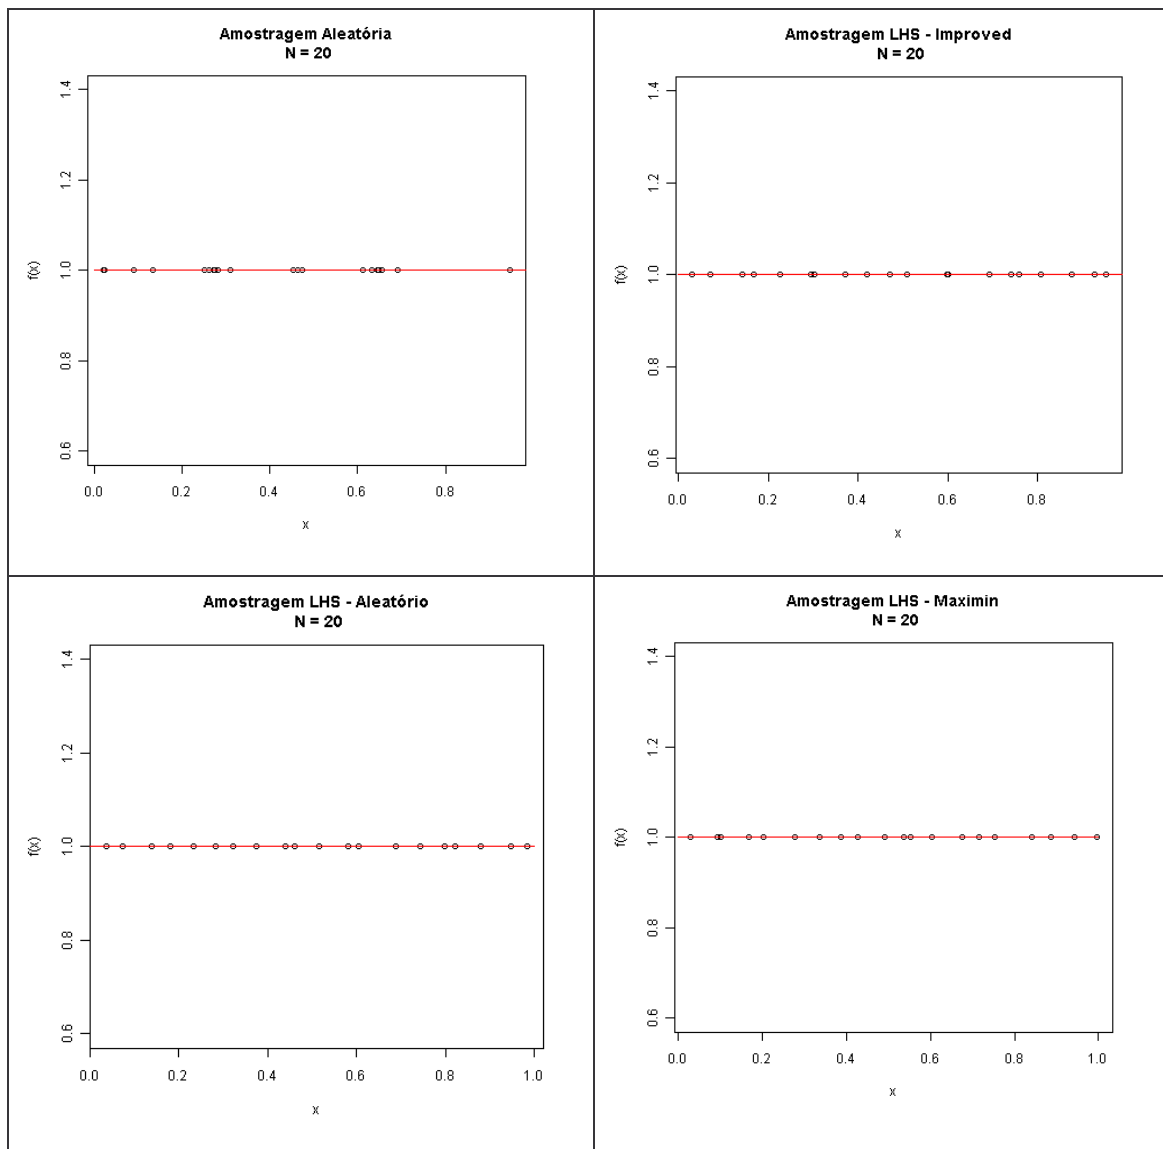 Amostragem Aleatória
N = 20
1.4
1.2
1.0
0.8
0.6
f(x)
0.0 0.2 0.4 0.6 0.8
x
Amostragem LHS - Improved
N = 20
1.4
1.2
1.0
0.8
0.6
f(x)
0.0 0.2 0.4 0.6 0.8
x
Amostragem LHS - Aleatório
N = 20
1.4
1.2
1.0
0.8
0.6
f(x)
0.0 0.2 0.4 0.6 0.8 1.0
x
Amostragem LHS - Maximin
N = 20
1.4
1.2
1.0
0.8
0.6
f(x)
0.0 0.2 0.4 0.6 0.8 1.0
x